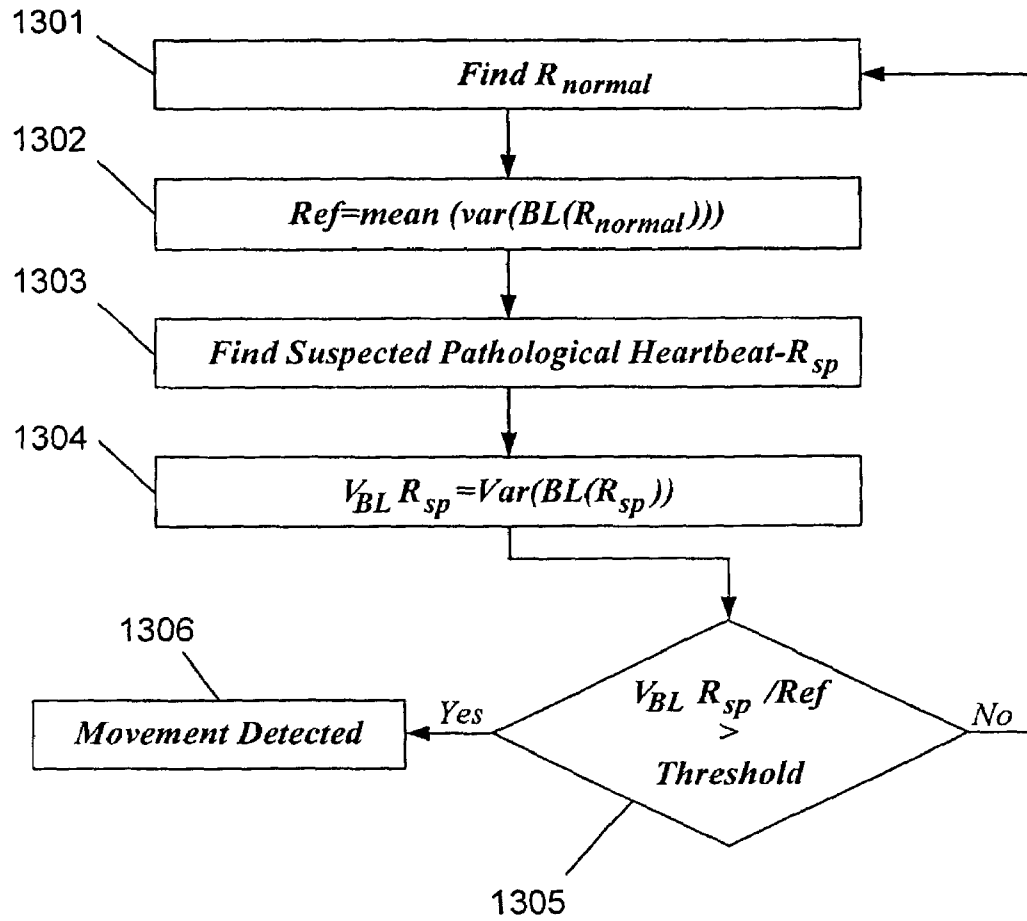 1301
Find R_normal
1302
Ref=mean (var(BL(R_normal)))
1303
Find Suspected Pathological Heartbeat-R_sp
1304
V_BL R_sp=Var(BL(R_sp))
1306
Movement Detected
Yes
V_BL R_sp /Ref
>
Threshold
No
1305